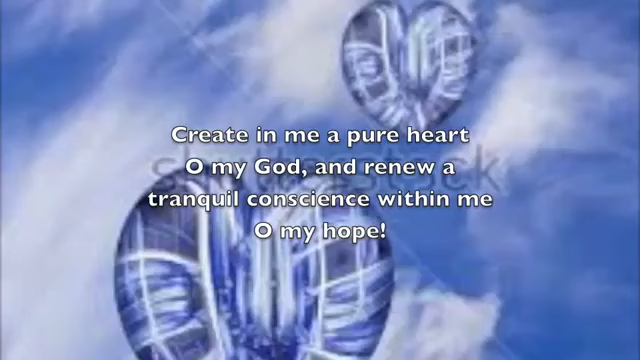 Create in me a pure heart
O my God, and renew a
tranquil conscience within me
O my hope!